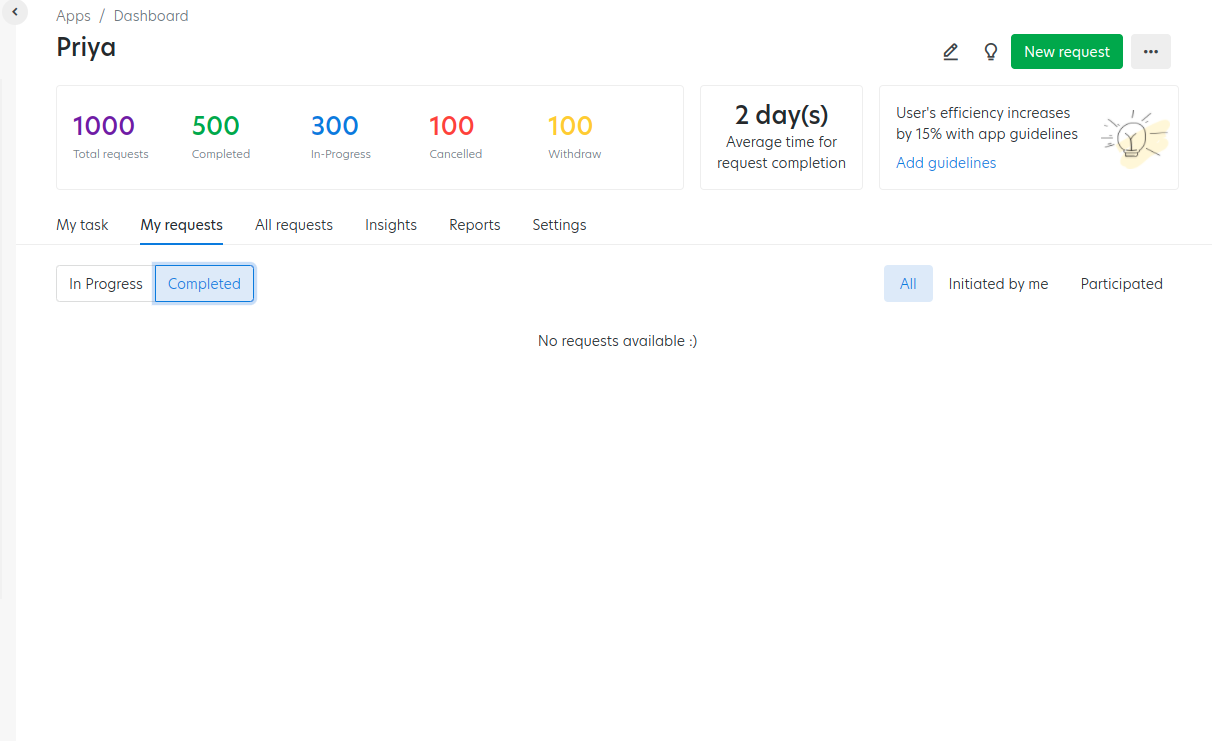 Apps / Dashboard
Priya
New request
1000 500 300 100 100
Total requests Completed In-Progress Cancelled Withdraw
2 day(s)
Average time for
request completion
User's efficiency increases
by 15% with app guidelines
Add guidelines
My task My requests All requests Insights Reports Settings
In Progress Completed All Initiated by me Participated
No requests available :)